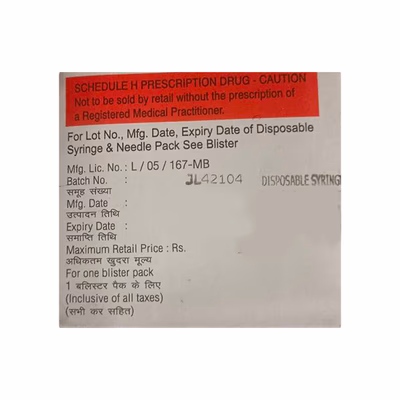 SCHEDULE H PRESCRIPTION DRUG - CAUTION
Not to be sold by retail without the prescription of
a Registered Medical Practitioner.
For Lot No., Mfg. Date, Expiry Date of Disposable
Syringe & Needle Pack See Blister
Mfg. Lic. No. : L / 05 / 167-MB
Batch No. : JL42104 DISPOSABLE SYRING
समूह संख्या
Mfg. Date :
उत्पादन तिथि
Expiry Date :
समाप्ति तिथि
Maximum Retail Price : Rs.
अधिकतम खुदरा मूल्य
For one blister pack
1 बलिस्टर पैक के लिए
(Inclusive of all taxes)
(सभी कर सहित)